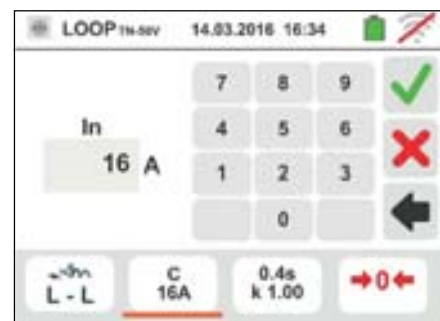 LOOP TN-50V 14.03.2016 16:34
7 8 9
In 4 5 6
16 A 1 2 3
0
L - L C 16A 0.4s k 1.00 →0←